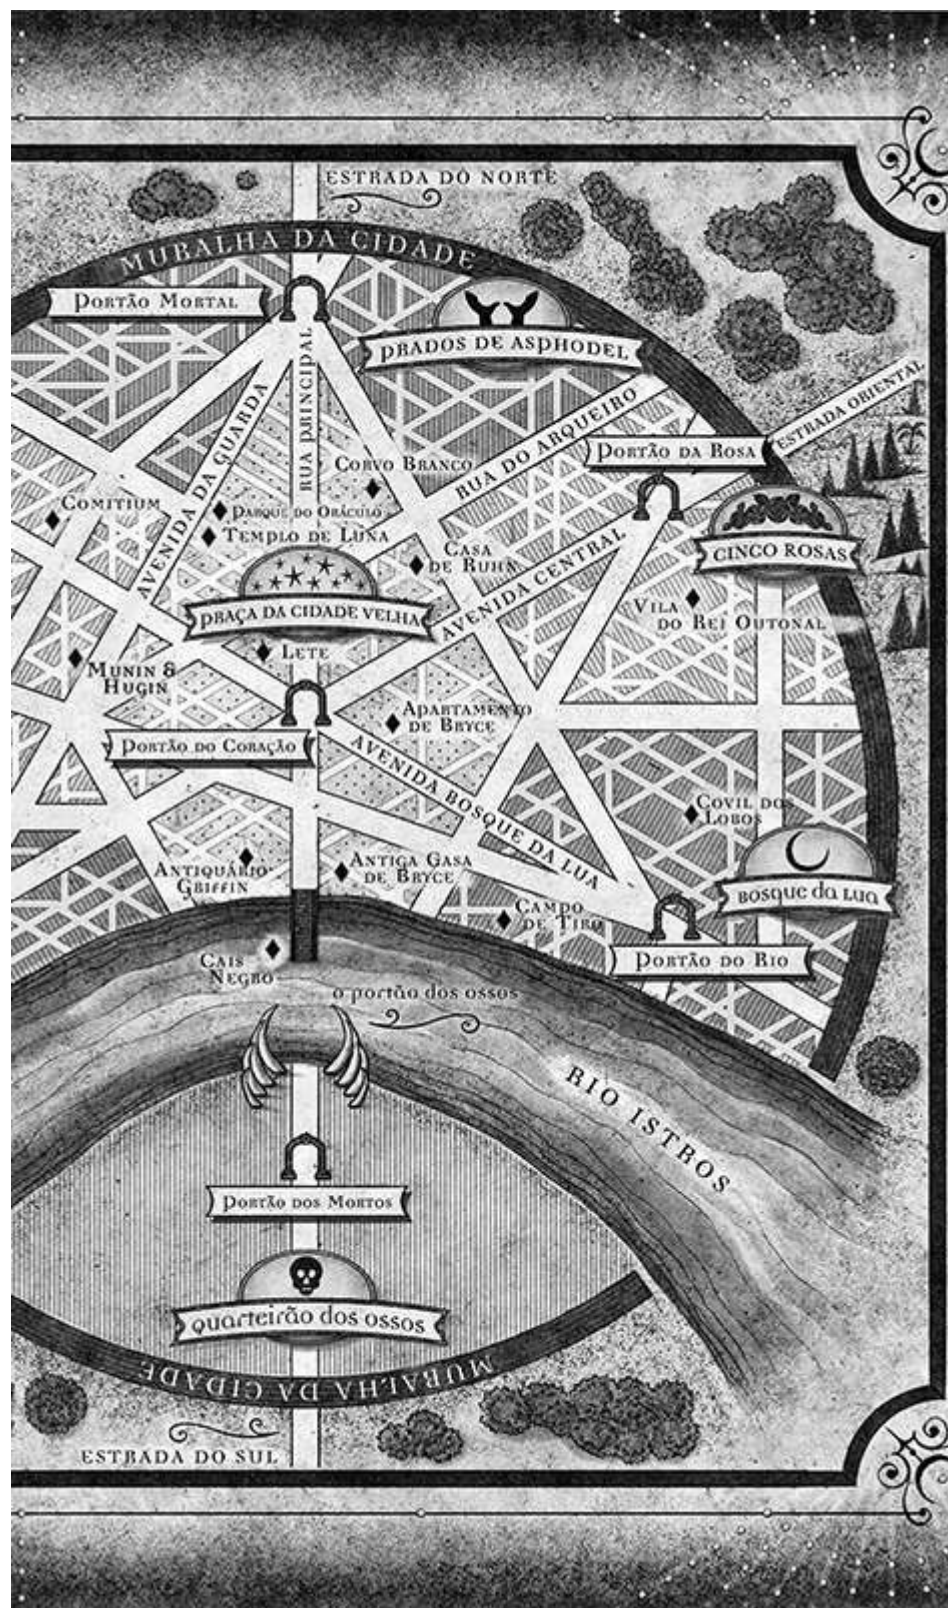 ESTRADA DO NORTE
MURALHA DA CIDADE
PORTÃO MORTAL
PRADOS DE ASPHODEL
RUA PRINCIPAL
AVENIDA DA GUARDA
RUA DO ARQUEIRO
ESTRADA ORIENTAL
PORTÃO DA ROSA
CORVO BRANCO
COMITIUM
PARQUE DO ORÁCULO
TEMPLO DE LUNA
CASA
DE RUHN
AVENIDA CENTRAL
CINCO ROSAS
PRAÇA DA CIDADE VELHA
VILA
DO REI OUTONAL
LETE
MUNIN &
HUGIN
APARTAMENTO
DE BRYCE
PORTÃO DO CORAÇÃO
AVENIDA BOSQUE DA LUA
COVIL DOS
LOBOS
ANTIQUÁRIO
GRIFFIN
ANTIGA CASA
DE BRYCE
BOSQUE DA LUA
CAMPO
DE TIRO
PORTÃO DO RIO
CAIS
NEGRO
O PORTÃO DOS OSSOS
RIO ISTROS
PORTÃO DOS MORTOS
QUARTEIRÃO DOS OSSOS
MURALHA DA CIDADE
ESTRADA DO SUL